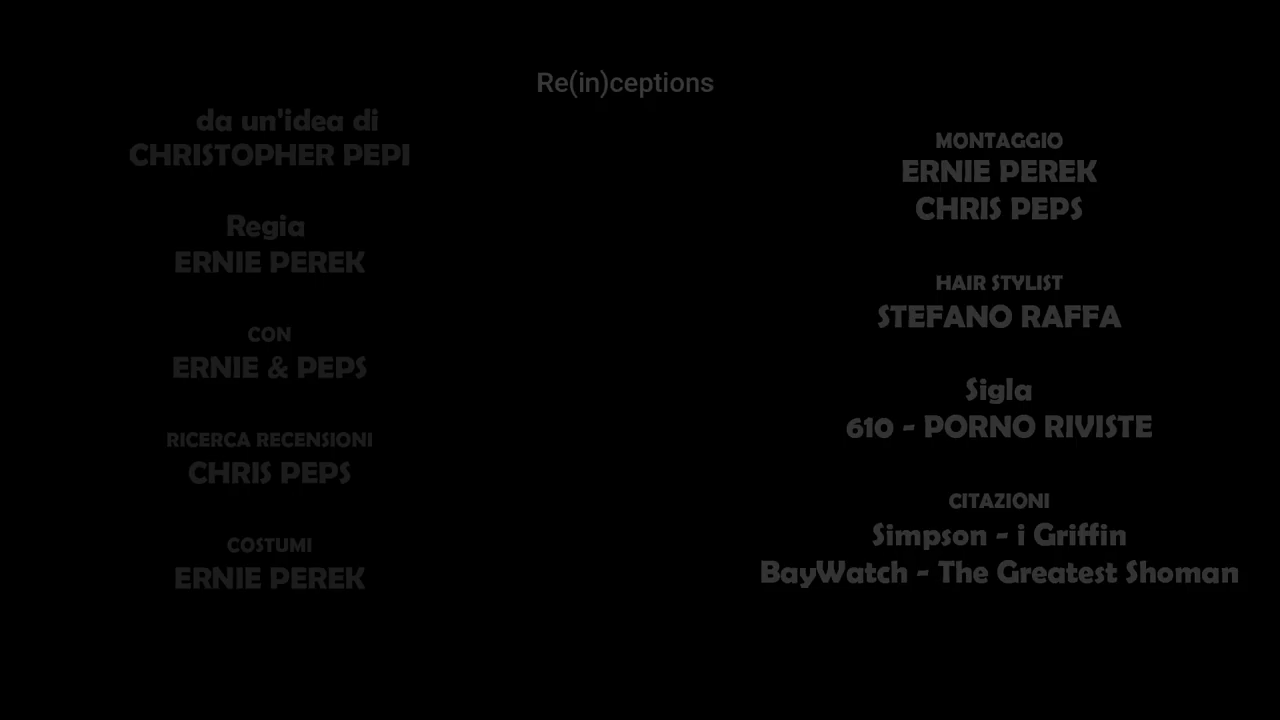 Re(in)ceptions
da un'idea di
CHRISTOPHER PEPI
Regia
ERNIE PEREK
CON
ERNIE & PEPS
RICERCA RECENSIONI
CHRIS PEPS
COSTUMI
ERNIE PEREK
MONTAGGIO
ERNIE PEREK
CHRIS PEPS
HAIR STYLIST
STEFANO RAFFA
Sigla
610 - PORNO RIVISTE
CITAZIONI
Simpson - i Griffin
BayWatch - The Greatest Shoman